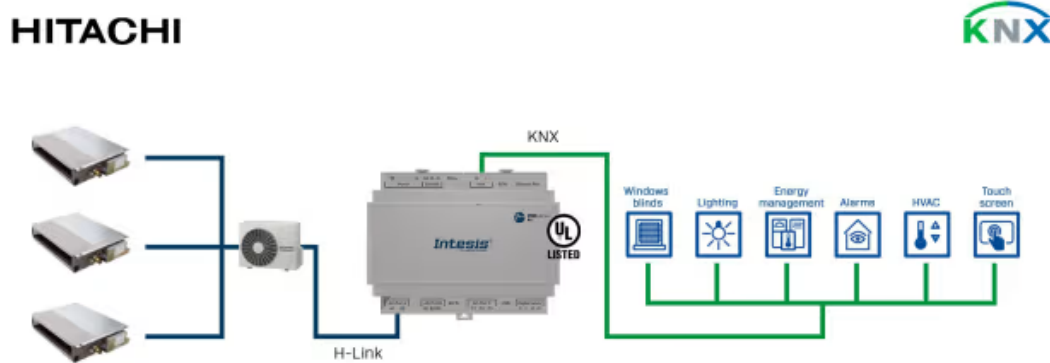 HITACHI
KNX
KNX
Windows
blinds
Lighting
Energy
management
Alarms
HVAC
Touch
screen
Intesis
UL
LISTED
H-Link